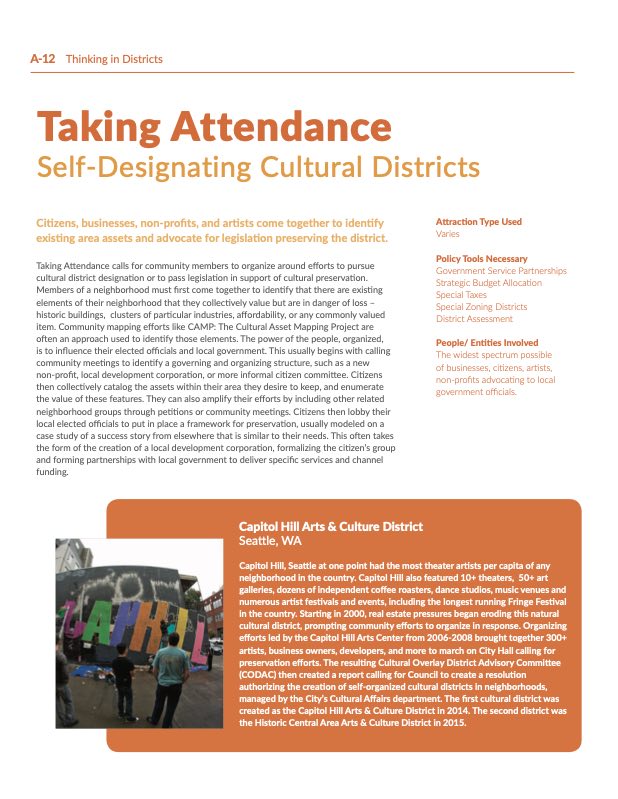 A-12 Thinking in Districts
Taking Attendance
Self-Designating Cultural Districts
Citizens, businesses, non-profits, and artists come together to identify
existing area assets and advocate for legislation preserving the district.
Taking Attendance calls for community members to organize around efforts to pursue
cultural district designation or to pass legislation in support of cultural preservation.
Members of a neighborhood must first come together to identify that there are existing
elements of their neighborhood that they collectively value but are in danger of loss –
historic buildings, clusters of particular industries, affordability, or any commonly valued
item. Community mapping efforts like CAMP: The Cultural Asset Mapping Project are
often an approach used to identify those elements. The power of the people, organized,
is to influence their elected officials and local government. This usually begins with calling
community meetings to identify a governing and organizing structure, such as a new
non-profit, local development corporation, or more informal citizen committee. Citizens
then collectively catalog the assets within their area they desire to keep, and enumerate
the value of these features. They can also amplify their efforts by including other related
neighborhood groups through petitions or community meetings. Citizens then lobby their
local elected officials to put in place a framework for preservation, usually modeled on a
case study of a success story from elsewhere that is similar to their needs. This often takes
the form of the creation of a local development corporation, formalizing the citizen's group
and forming partnerships with local government to deliver specific services and channel
funding.
Attraction Type Used
Varies
Policy Tools Necessary
Government Service Partnerships
Strategic Budget Allocation
Special Taxes
Special Zoning Districts
District Assessment
People/ Entities Involved
The widest spectrum possible
of businesses, citizens, artists,
non-profits advocating to local
government officials.
Capitol Hill Arts & Culture District
Seattle, WA
Capitol Hill, Seattle at one point had the most theater artists per capita of any
neighborhood in the country. Capitol Hill also featured 10+ theaters, 50+ art
galleries, dozens of independent coffee roasters, dance studios, music venues and
numerous artist festivals and events, including the longest running Fringe Festival
in the country. Starting in 2000, real estate pressures began eroding this natural
cultural district, prompting community efforts to organize in response. Organizing
efforts led by the Capitol Hill Arts Center from 2006-2008 brought together 300+
artists, business owners, developers, and more to march on City Hall calling for
preservation efforts. The resulting Cultural Overlay District Advisory Committee
(CODAC) then created a report calling for Council to create a resolution
authorizing the creation of self-organized cultural districts in neighborhoods,
managed by the City's Cultural Affairs department. The first cultural district was
created as the Capitol Hill Arts & Culture District in 2014. The second district was
the Historic Central Area Arts & Culture District in 2015.